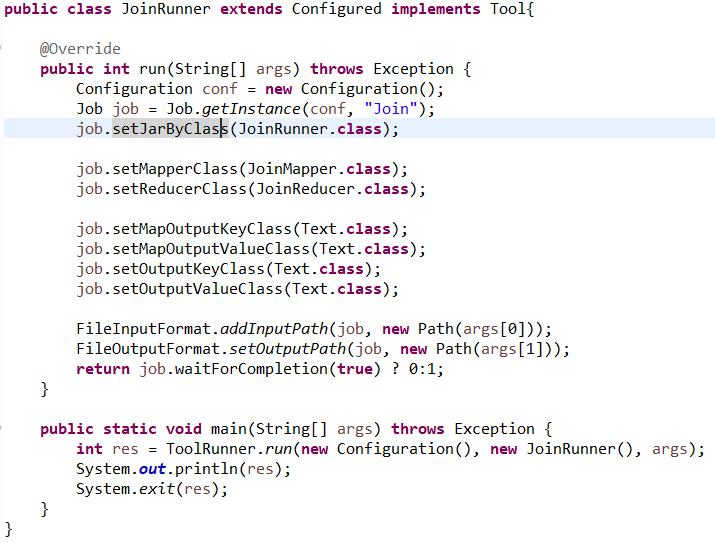 public class JoinRunner extends Configured implements Tool{
@Override
public int run(String[] args) throws Exception {
Configuration conf = new Configuration();
Job job = Job.getInstance(conf, "Join");
job.setJarByClass(JoinRunner.class);
job.setMapperClass(JoinMapper.class);
job.setReducerClass(JoinReducer.class);
job.setMapOutputKeyClass(Text.class);
job.setMapOutputValueClass(Text.class);
job.setOutputKeyClass(Text.class);
job.setOutputValueClass(Text.class);
FileInputFormat.addInputPath(job, new Path(args[0]));
FileOutputFormat.setOutputPath(job, new Path(args[1]));
return job.waitForCompletion(true) ? 0:1;
}
public static void main(String[] args) throws Exception {
int res = ToolRunner.run(new Configuration(), new JoinRunner(), args);
System.out.println(res);
System.exit(res);
}
}